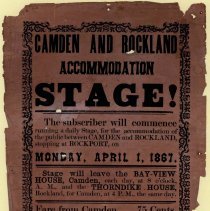 CAMDEN AND ROCKLAND
ACCOMMODATION
STAGE!
The subscriber will commence
running a daily Stage, for the accommodation of
the public between CAMDEN and ROCKLAND,
stopping at ROCKPORT, on
MONDAY, APRIL 1, 1867.
Stage will leave the BAY-VIEW
HOUSE, Camden, each day, at 8 o'clock,
A. M., and the THORNDIKE HOUSE,
Rockland, for Camden, at 4 P. M., the same day.
Fare from Camden 75 Cents